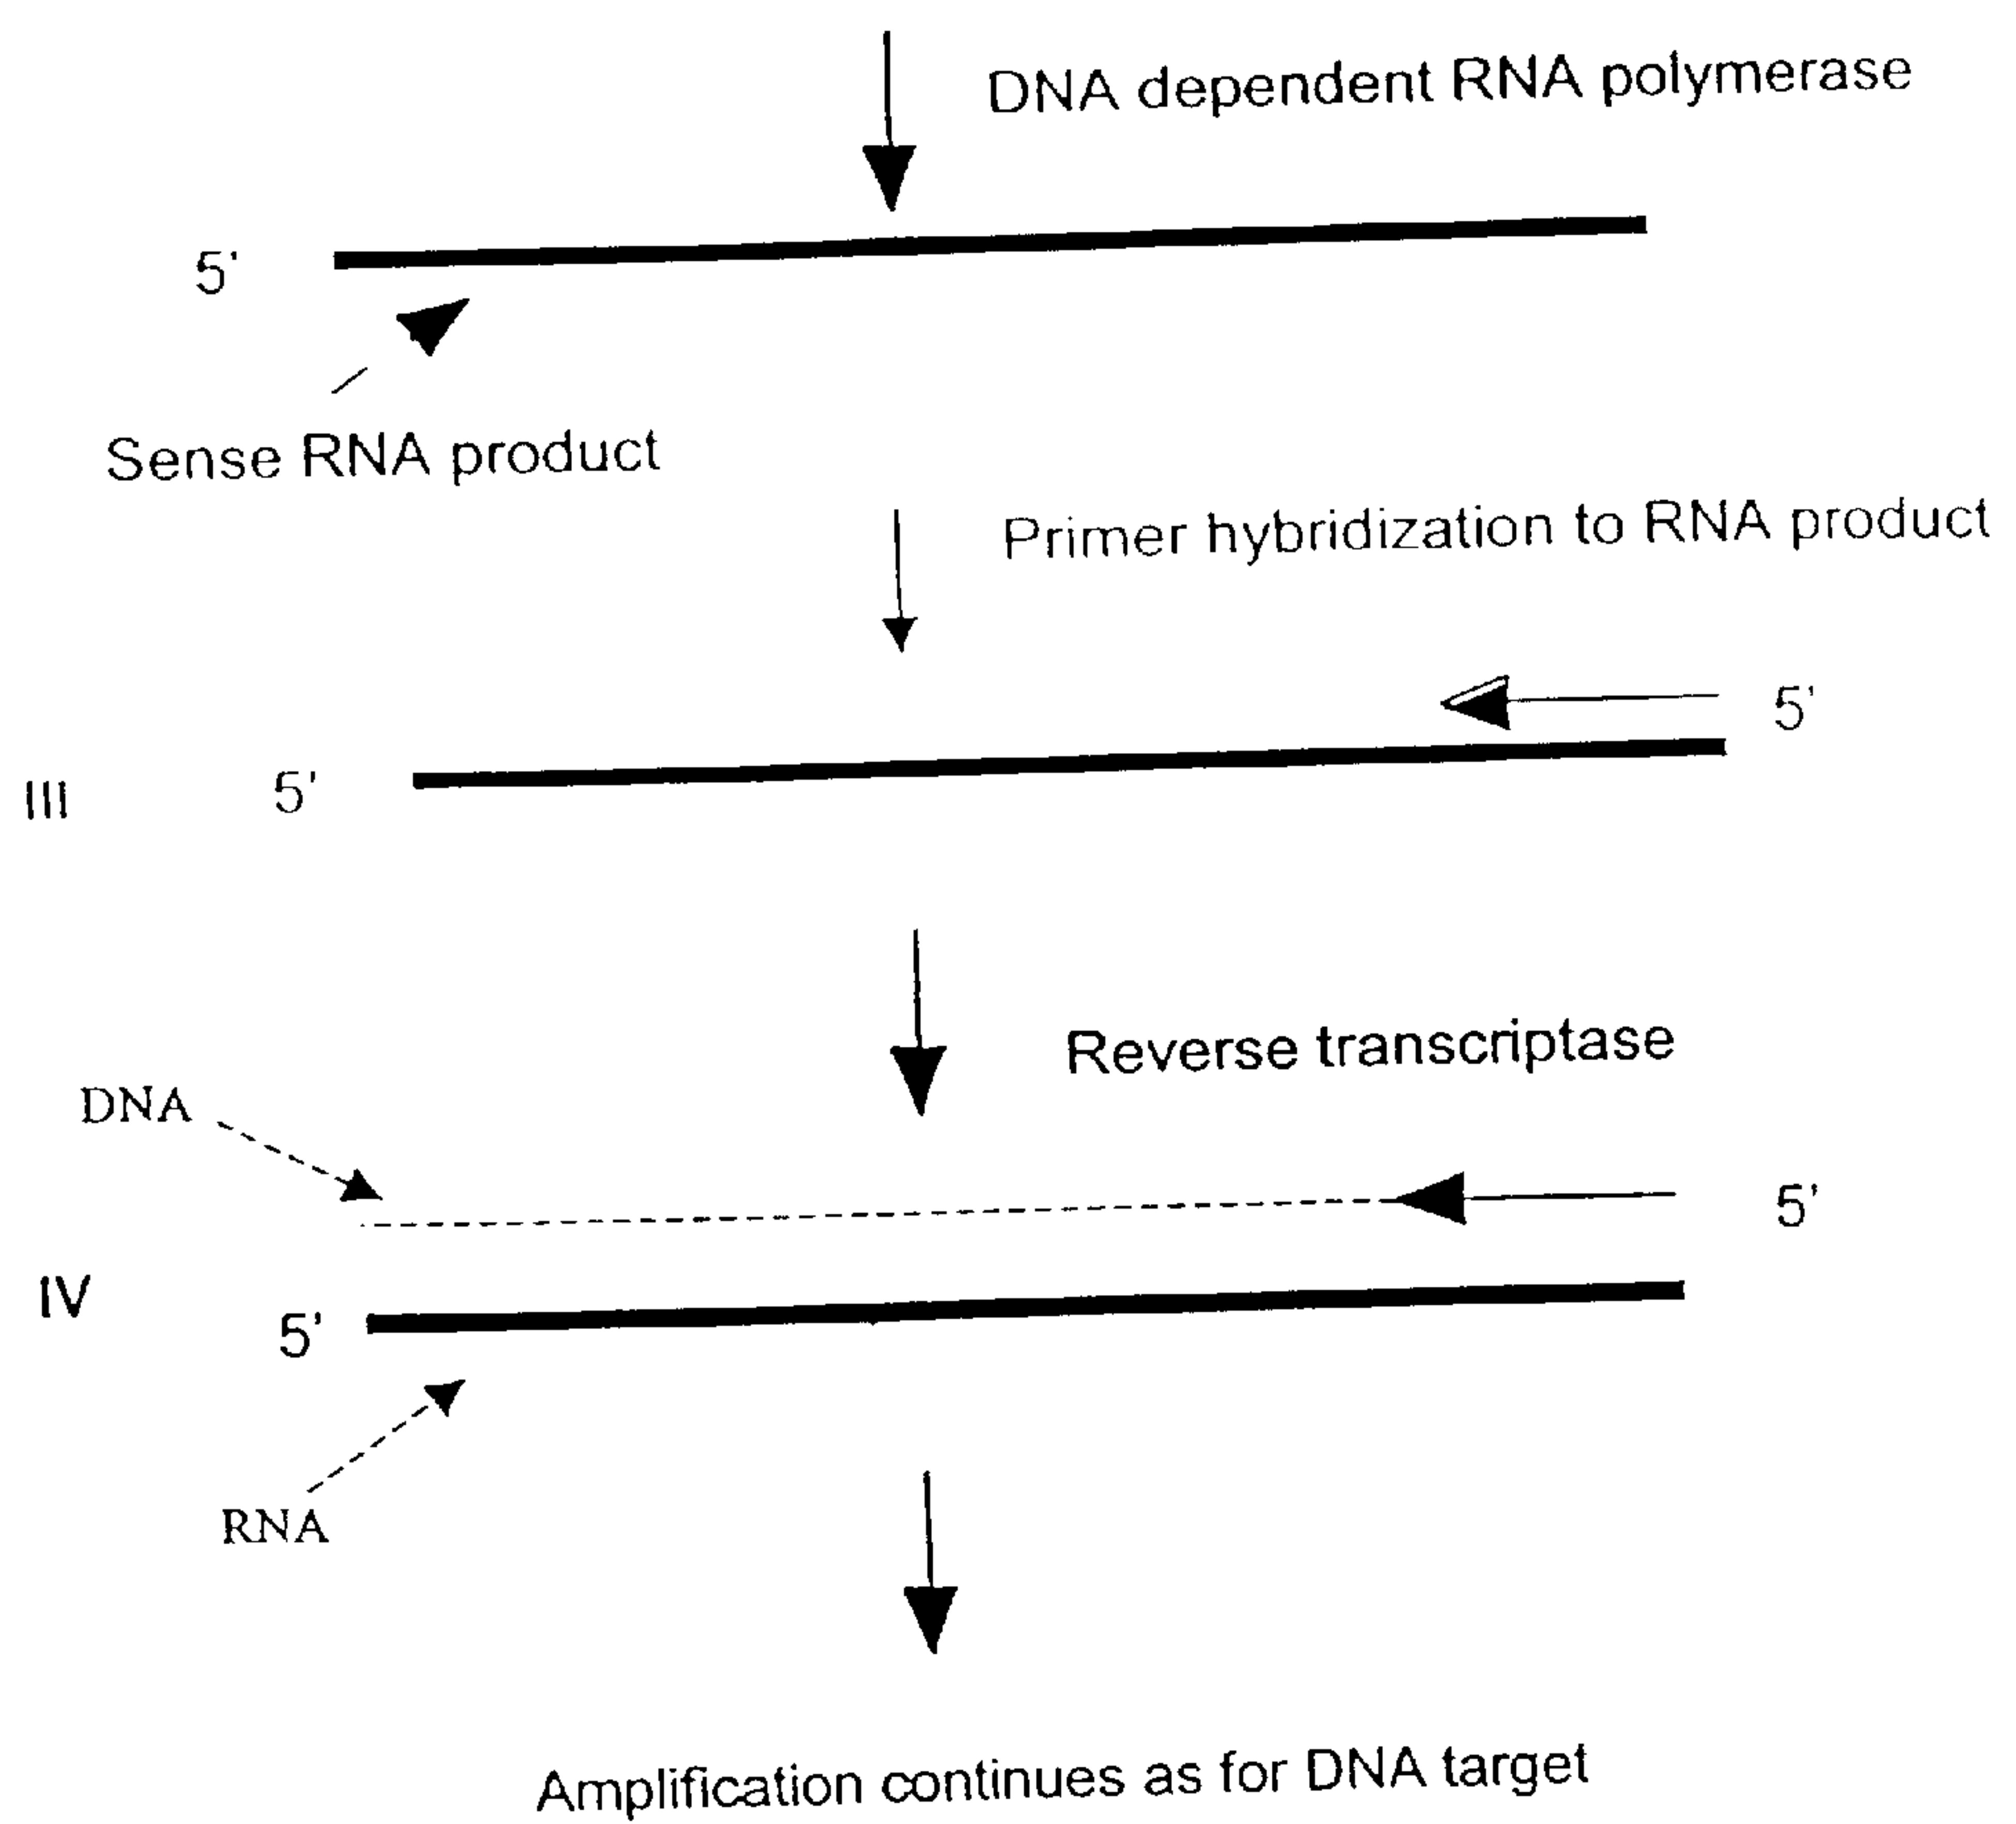 DNA dependent RNA polymerase
5'
Sense RNA product
Primer hybridization to RNA product
5'
III 5'
Reverse transcriptase
DNA
5'
IV
5'
RNA
Amplification continues as for DNA target